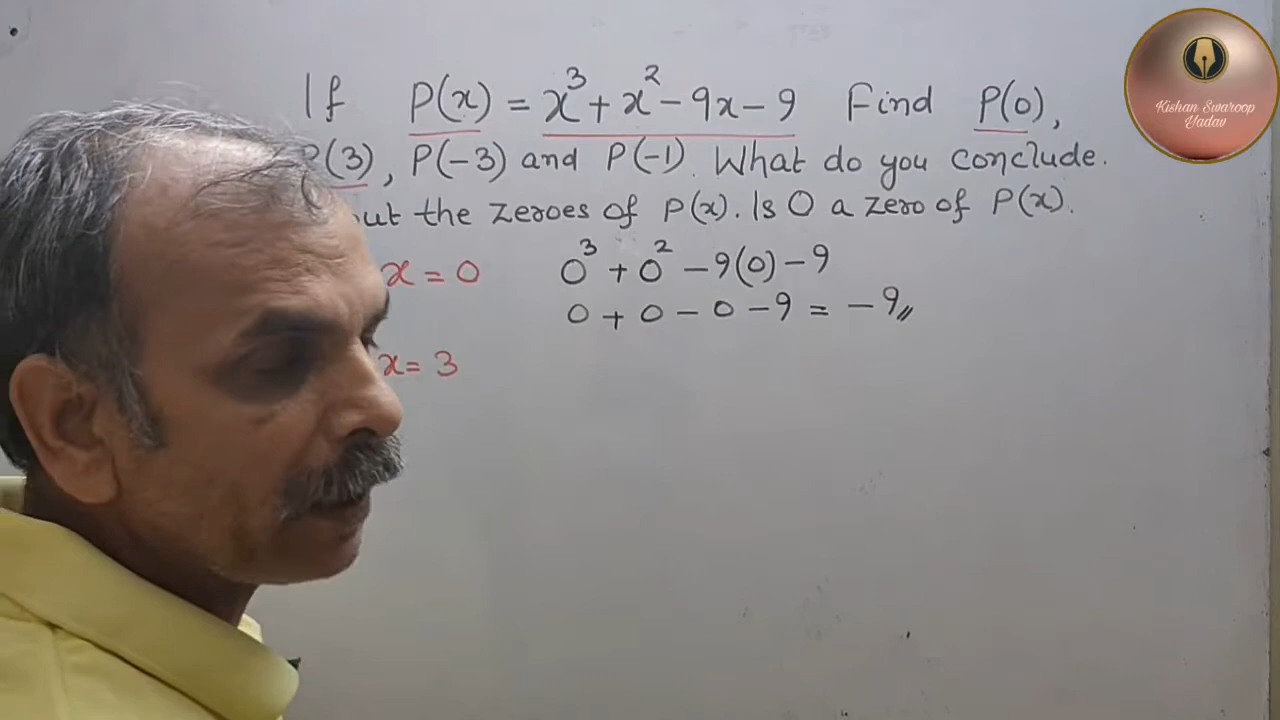 If P(x) = x³ + x² - 9x - 9 Find P(0),
P(3), P(-3) and P(-1). What do you conclude.
the zeroes of P(x). Is 0 a zero of P(x).
x = 0 0³ + 0² - 9(0) - 9
0 + 0 - 0 - 9 = -9//
x = 3
Kishan Swaroop
Yadav